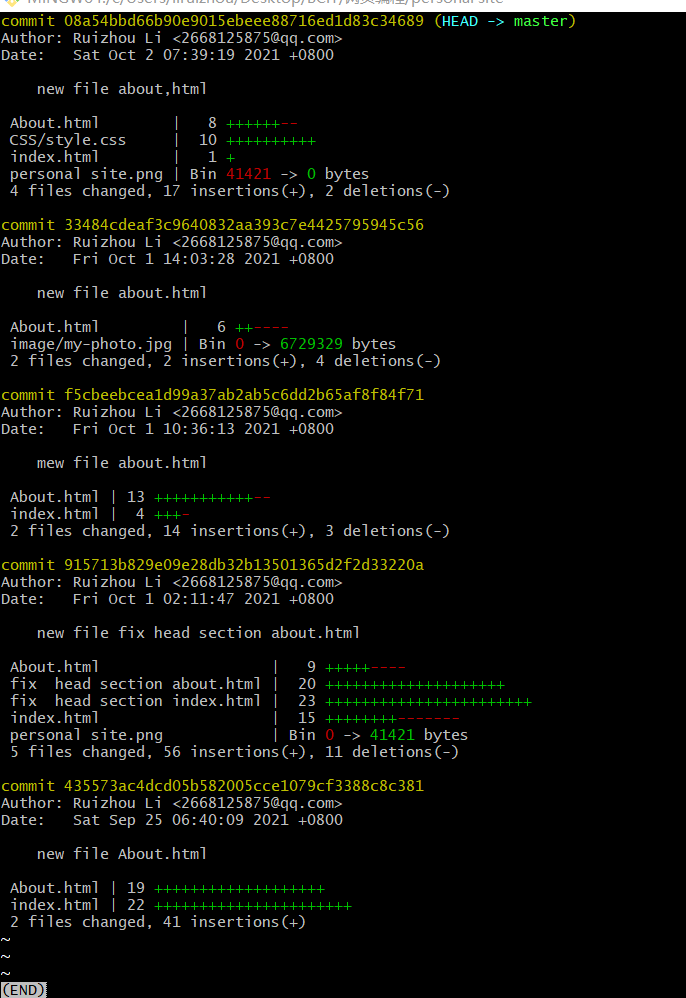 commit 08a54bbd66b90e9015ebeee88716ed1d83c34689 (HEAD -> master)
Author: Ruizhou Li <2668125875@qq.com>
Date:   Sat Oct 2 07:39:19 2021 +0800
new file about,html
About.html        |   8 ++++++--
CSS/style.css     |  10 ++++++++++
index.html        |   1 +
personal site.png | Bin 41421 -> 0 bytes
4 files changed, 17 insertions(+), 2 deletions(-)
commit 33484cdeaf3c9640832aa393c7e4425795945c56
Author: Ruizhou Li <2668125875@qq.com>
Date:   Fri Oct 1 14:03:28 2021 +0800
new file about.html
About.html         |   6 ++----
image/my-photo.jpg | Bin 0 -> 6729329 bytes
2 files changed, 2 insertions(+), 4 deletions(-)
commit f5cbeebcea1d99a37ab2ab5c6dd2b65af8f84f71
Author: Ruizhou Li <2668125875@qq.com>
Date:   Fri Oct 1 10:36:13 2021 +0800
mew file about.html
About.html | 13 +++++++++++--
index.html |  4 +++-
2 files changed, 14 insertions(+), 3 deletions(-)
commit 915713b829e09e28db32b13501365d2f2d33220a
Author: Ruizhou Li <2668125875@qq.com>
Date:   Fri Oct 1 02:11:47 2021 +0800
new file fix head section about.html
About.html                   |   9 +++++----
fix  head section about.html |  20 ++++++++++++++++++++
fix  head section index.html |  23 +++++++++++++++++++++++
index.html                   |  15 ++++++++-------
personal site.png            | Bin 0 -> 41421 bytes
5 files changed, 56 insertions(+), 11 deletions(-)
commit 435573ac4dcd05b582005cce1079cf3388c8c381
Author: Ruizhou Li <2668125875@qq.com>
Date:   Sat Sep 25 06:40:09 2021 +0800
new file About.html
About.html | 19 +++++++++++++++++++
index.html | 22 ++++++++++++++++++++++
2 files changed, 41 insertions(+)
~
~
~
(END)